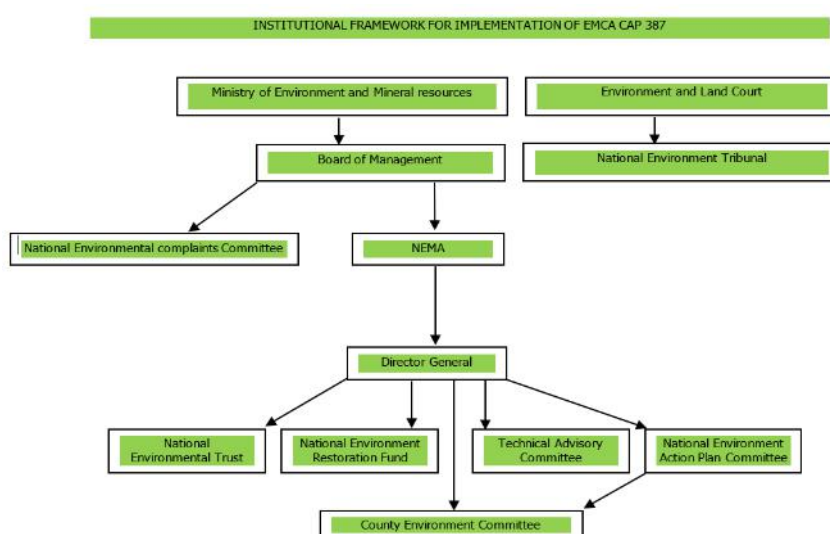 INSTITUTIONAL FRAMEWORK FOR IMPLEMENTATION OF EMCA CAP 387
Ministry of Environment and Mineral resources
Environment and Land Court
Board of Management
National Environment Tribunal
National Environmental complaints Committee
NEMA
Director General
National
Environmental Trust
National Environment
Restoration Fund
Technical Advisory
Committee
National Environment
Action Plan Committee
County Environment Committee